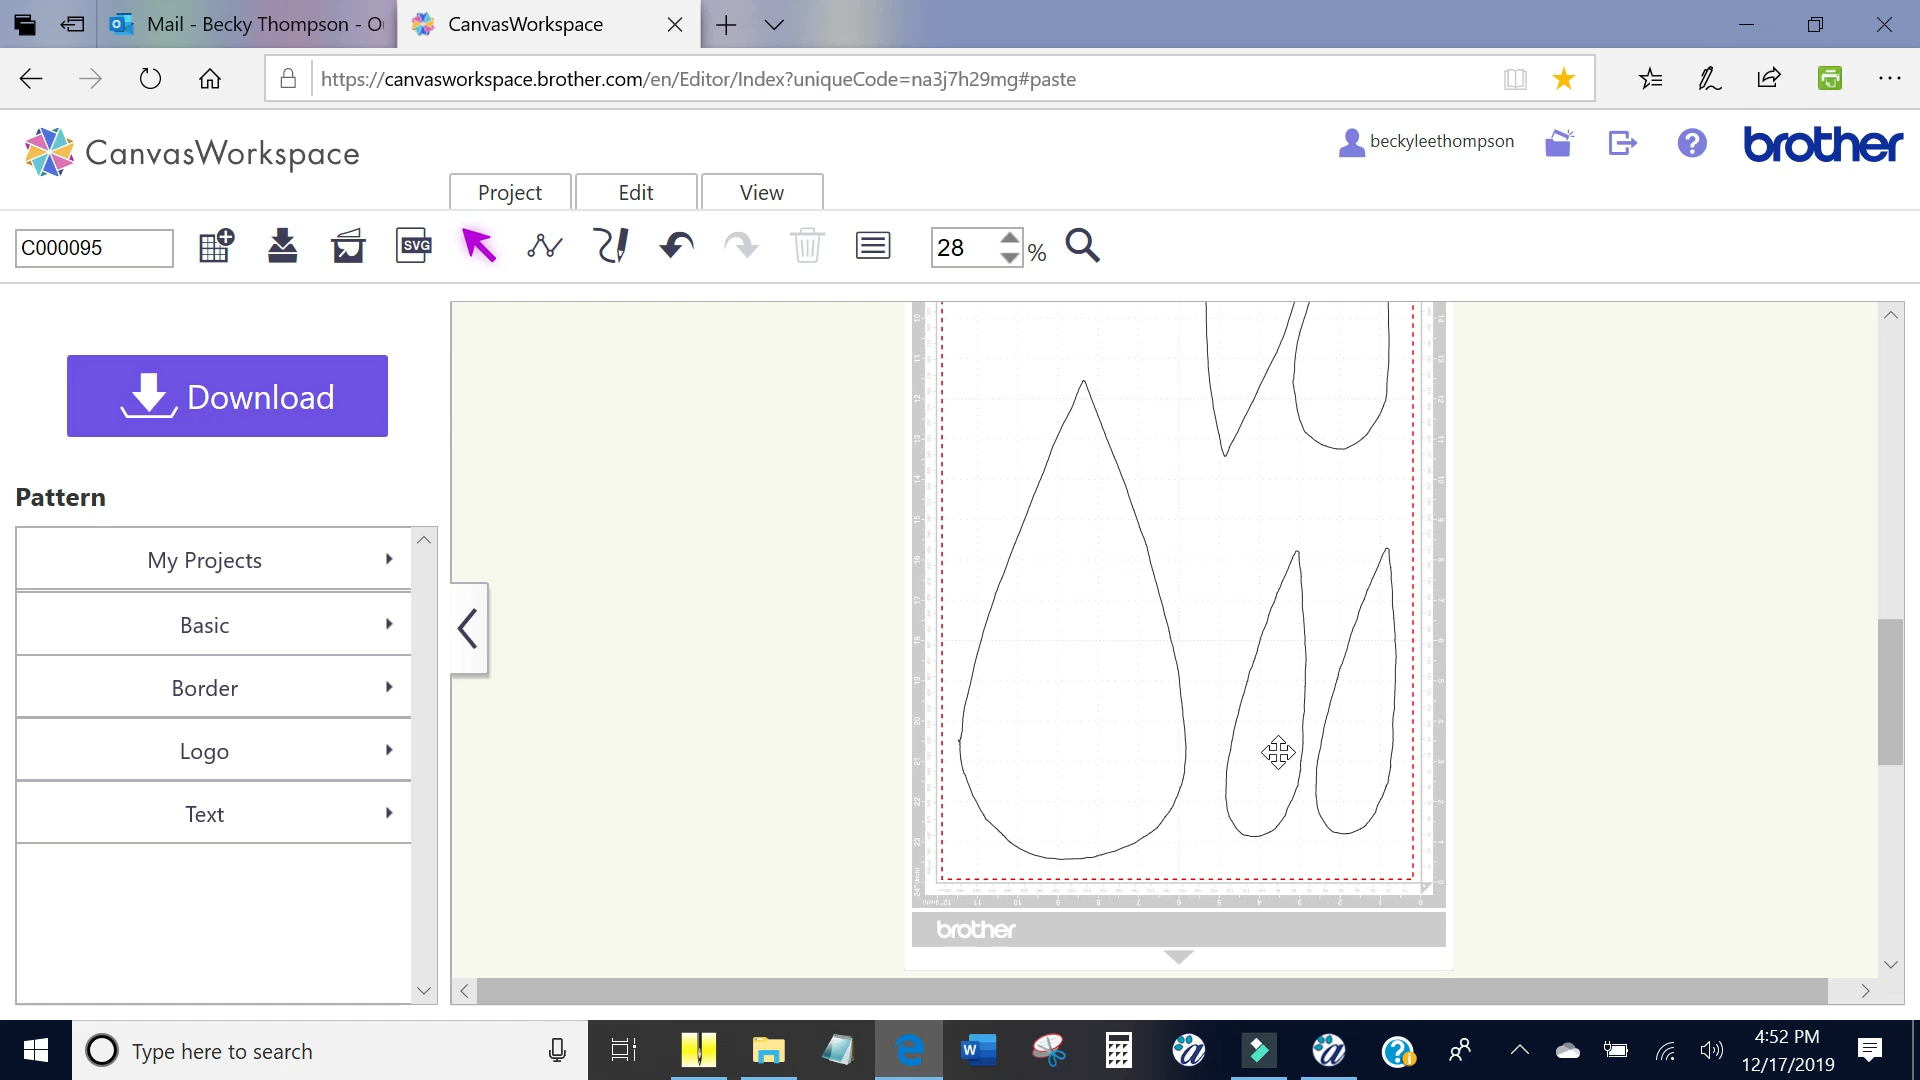 Mail - Becky Thompson - O
CanvasWorkspace
https://canvasworkspace.brother.com/en/Editor/Index?uniqueCode=na3j7h29mg#paste
CanvasWorkspace
beckyleethompson
?
brother
Project
Edit
View
C000095
SVG
28
%
Download
Pattern
My Projects
Basic
Border
Logo
Text
brother
Type here to search
4:52 PM
12/17/2019